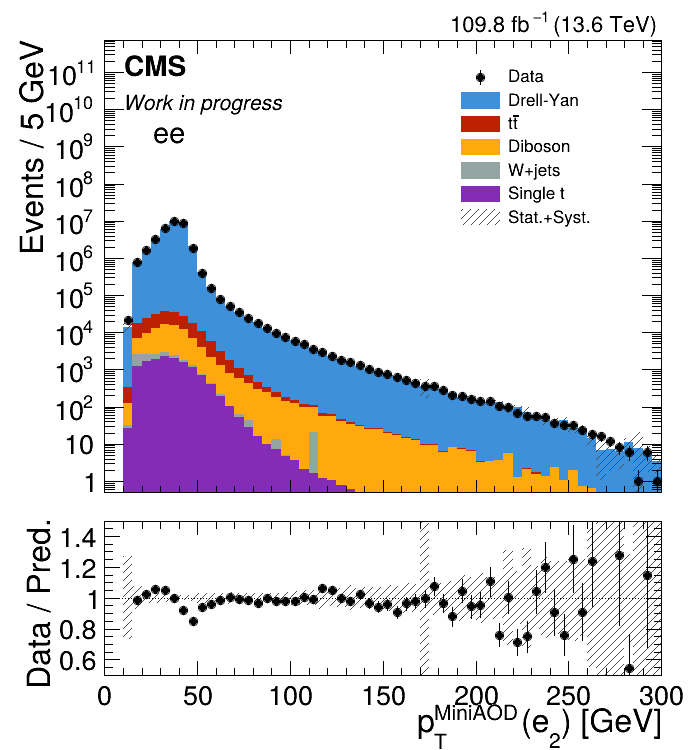 109.8 fb⁻¹ (13.6 TeV)
Events / 5 GeV
CMS
Work in progress
ee
Data
Drell-Yan
tt̄
Diboson
W+jets
Single t
Stat.+Syst.
10¹¹
10¹⁰
10⁹
10⁸
10⁷
10⁶
10⁵
10⁴
10³
10²
10
1
Data / Pred.
1.4
1.2
1
0.8
0.6
0 50 100 150 200 250 300
p_T^MiniAOD (e₂) [GeV]